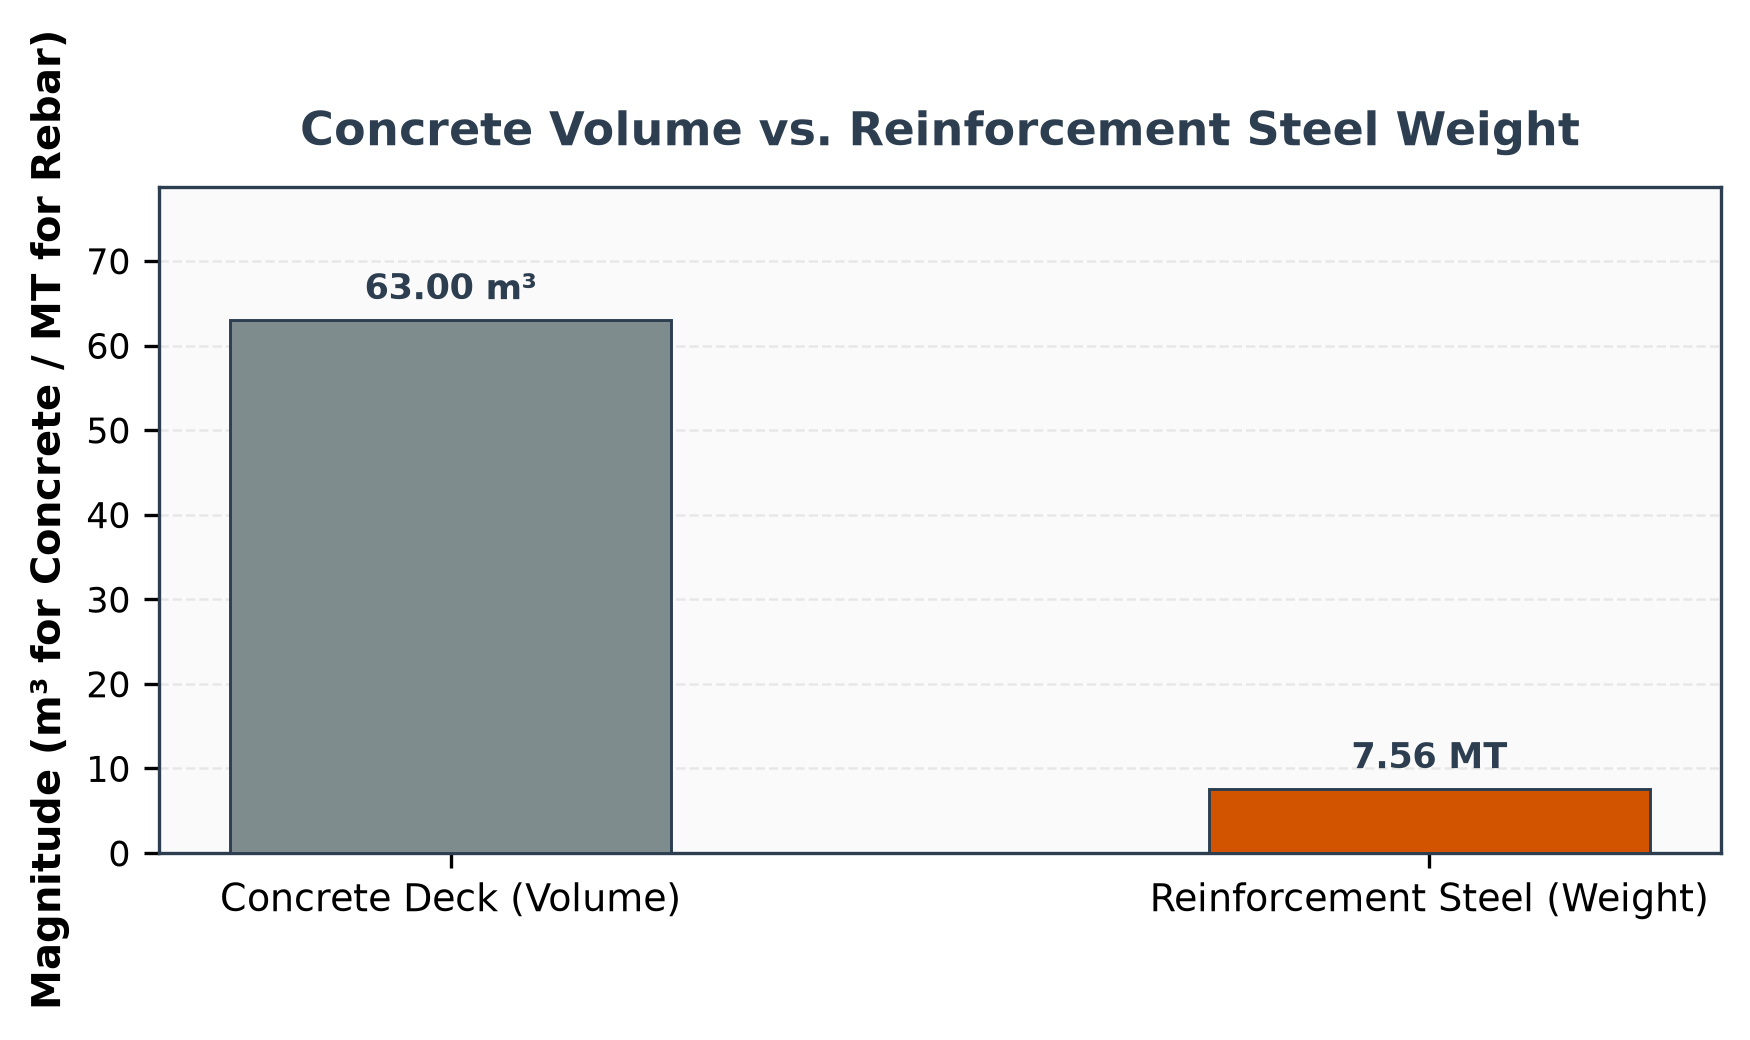 Concrete Volume vs. Reinforcement Steel Weight
Magnitude (m³ for Concrete / MT for Rebar)
70
60
50
40
30
20
10
0
63.00 m³
7.56 MT
Concrete Deck (Volume)
Reinforcement Steel (Weight)